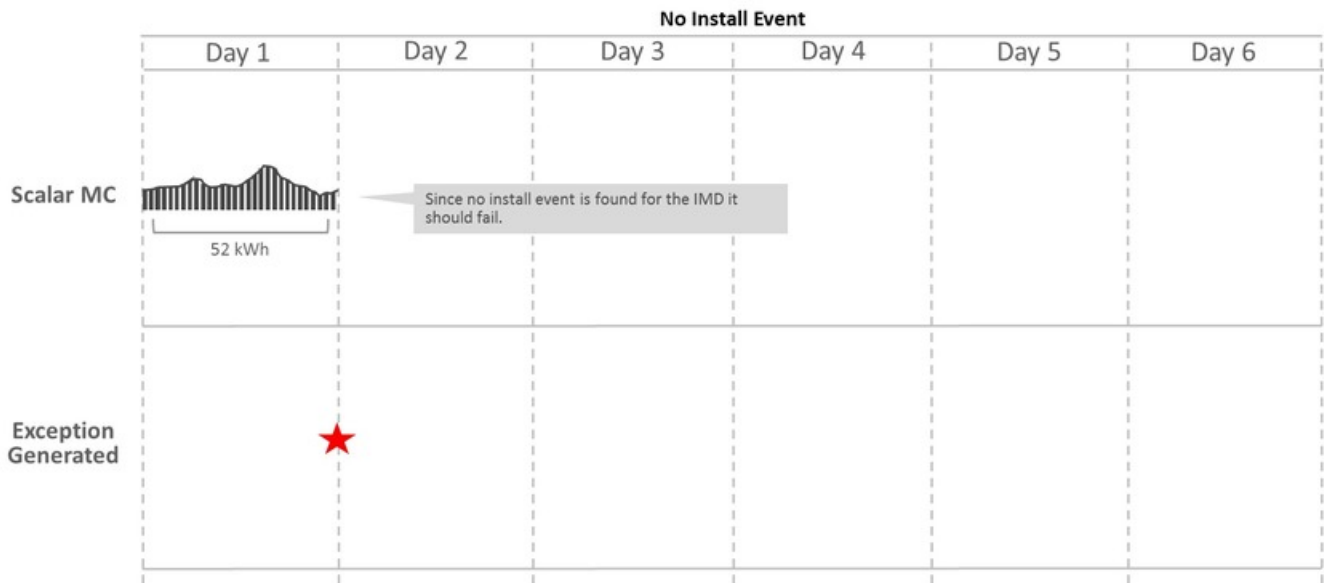 No Install Event
Day 1
Day 2
Day 3
Day 4
Day 5
Day 6
Scalar MC
Since no install event is found for the IMD it
should fail.
52 kWh
Exception
Generated